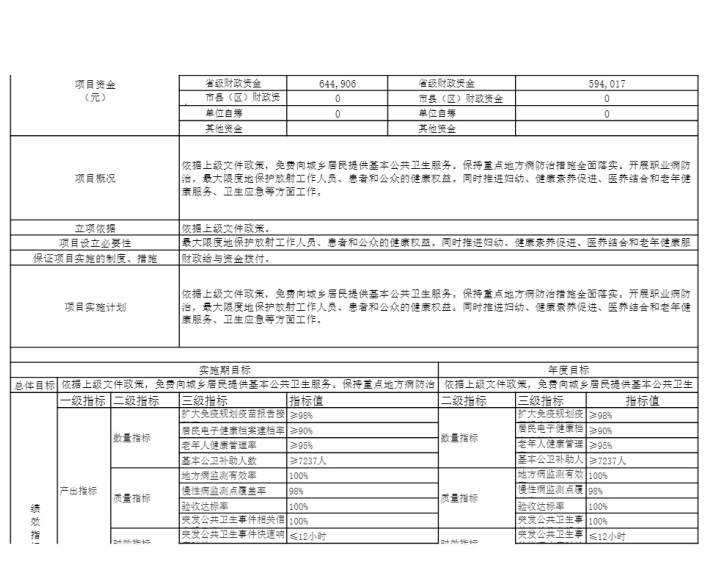 项目资金
（元）
省级财政资金 644,906 省级财政资金 594,017
市县（区）财政资 0 市县（区）财政资金 0
单位自筹 0 单位自筹 0
其他资金 其他资金
项目概况
依据上级文件政策，免费向城乡居民提供基本公共卫生服务。保持重点地方病防治措施全面落实。开展职业病防
治，最大限度地保护放射工作人员、患者和公众的健康权益。同时推进妇幼、健康素养促进、医养结合和老年健
康服务、卫生应急等方面工作。
立项依据 依据上级文件政策。
项目设立必要性 最大限度地保护放射工作人员、患者和公众的健康权益。同时推进妇幼、健康素养促进、医养结合和老年健康服
保证项目实施的制度、措施 财政给与资金拨付。
项目实施计划
依据上级文件政策，免费向城乡居民提供基本公共卫生服务。保持重点地方病防治措施全面落实。开展职业病防
治，最大限度地保护放射工作人员、患者和公众的健康权益。同时推进妇幼、健康素养促进、医养结合和老年健
康服务、卫生应急等方面工作。
实施期目标 年度目标
总体目标 依据上级文件政策，免费向城乡居民提供基本公共卫生服务。保持重点地方病防治 依据上级文件政策，免费向城乡居民提供基本公共卫生
一级指标 二级指标 三级指标 指标值 二级指标 三级指标 指标值
扩大免疫规划疫苗报告接 ≥98% 扩大免疫规划疫 ≥98%
居民电子健康档案建档率 ≥90% 居民电子健康档 ≥90%
数量指标 数量指标
老年人健康管理率 ≥95% 老年人健康管理 ≥95%
基本公卫补助人数 ≥7237人 基本公卫补助人 ≥7237人
地方病监测有效率 100% 地方病监测有效 100%
产出指标 慢性病监测点覆盖率 98% 慢性病监测点覆 98%
质量指标 质量指标
验收达标率 100% 验收达标率 100%
突发公共卫生事件相关信 100% 突发公共卫生事 100%
突发公共卫生事件快速响 ≤12小时 突发公共卫生事 ≤12小时
时效指标 时效指标
绩
效
指